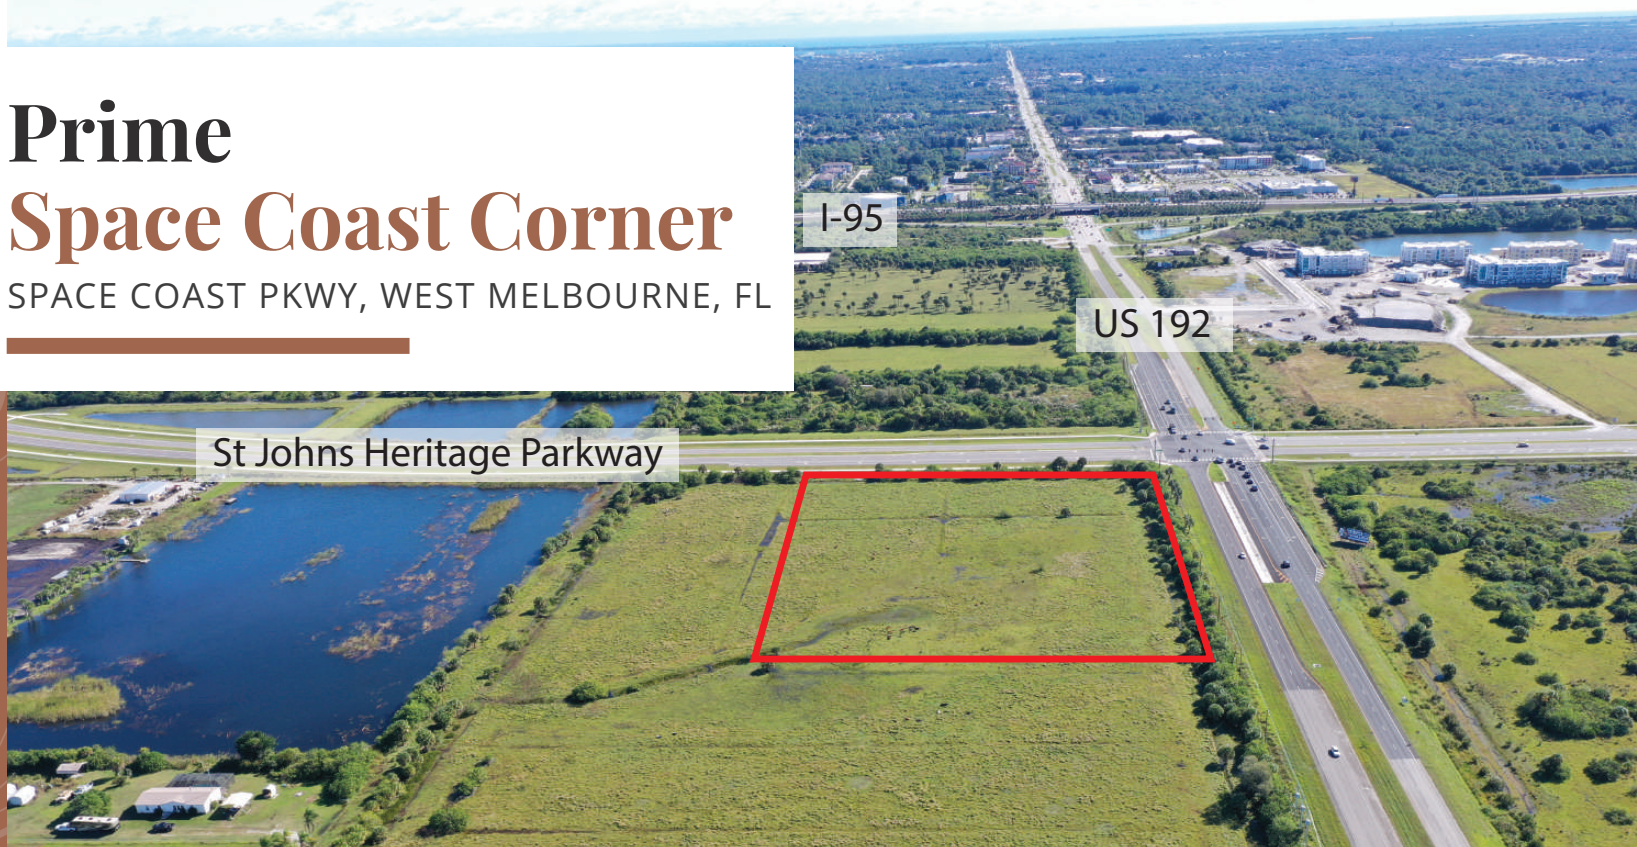 Prime
Space Coast Corner
SPACE COAST PKWY, WEST MELBOURNE, FL
I-95
US 192
St Johns Heritage Parkway